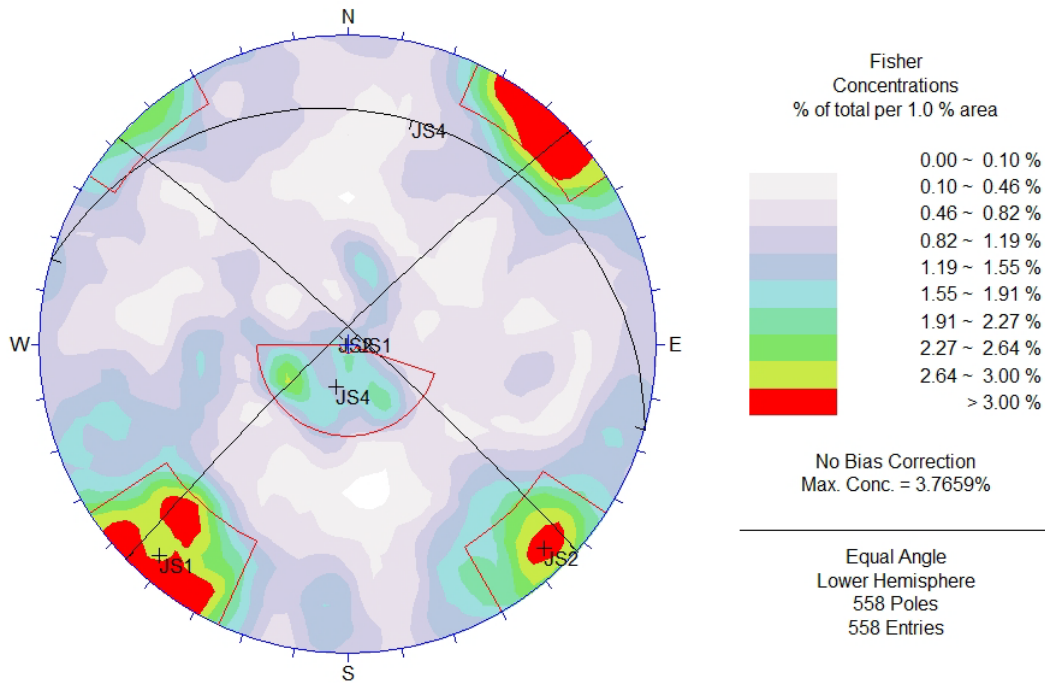 N
Fisher
Concentrations
% of total per 1.0 % area
JS4
0.00 ~ 0.10 %
0.10 ~ 0.46 %
0.46 ~ 0.82 %
0.82 ~ 1.19 %
1.19 ~ 1.55 %
1.55 ~ 1.91 %
1.91 ~ 2.27 %
2.27 ~ 2.64 %
2.64 ~ 3.00 %
> 3.00 %
W
JS2
JS1
E
JS4
No Bias Correction
Max. Conc. = 3.7659%
JS1
JS2
Equal Angle
Lower Hemisphere
558 Poles
558 Entries
S